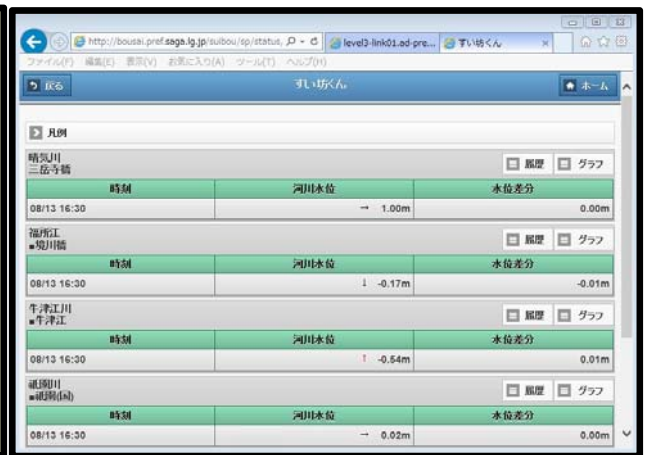 http://bousai.pref.saga.lg.jp/suibou/sp/status,
level3-link01.ad-pre...
すい坊くん
ファイル(F) 編集(E) 表示(V) お気に入り(A) ツール(T) ヘルプ(H)
戻る
すい坊くん
ホーム
凡例
晴気川
三岳寺橋
履歴 グラフ
時刻 河川水位 水位差分
08/13 16:30 → 1.00m 0.00m
福所江
■境川橋
履歴 グラフ
時刻 河川水位 水位差分
08/13 16:30 ↓ -0.17m -0.01m
牛津江川
■牛津江
履歴 グラフ
時刻 河川水位 水位差分
08/13 16:30 ↑ -0.54m 0.01m
祇園川
■祇園(国)
履歴 グラフ
時刻 河川水位 水位差分
08/13 16:30 → 0.02m 0.00m